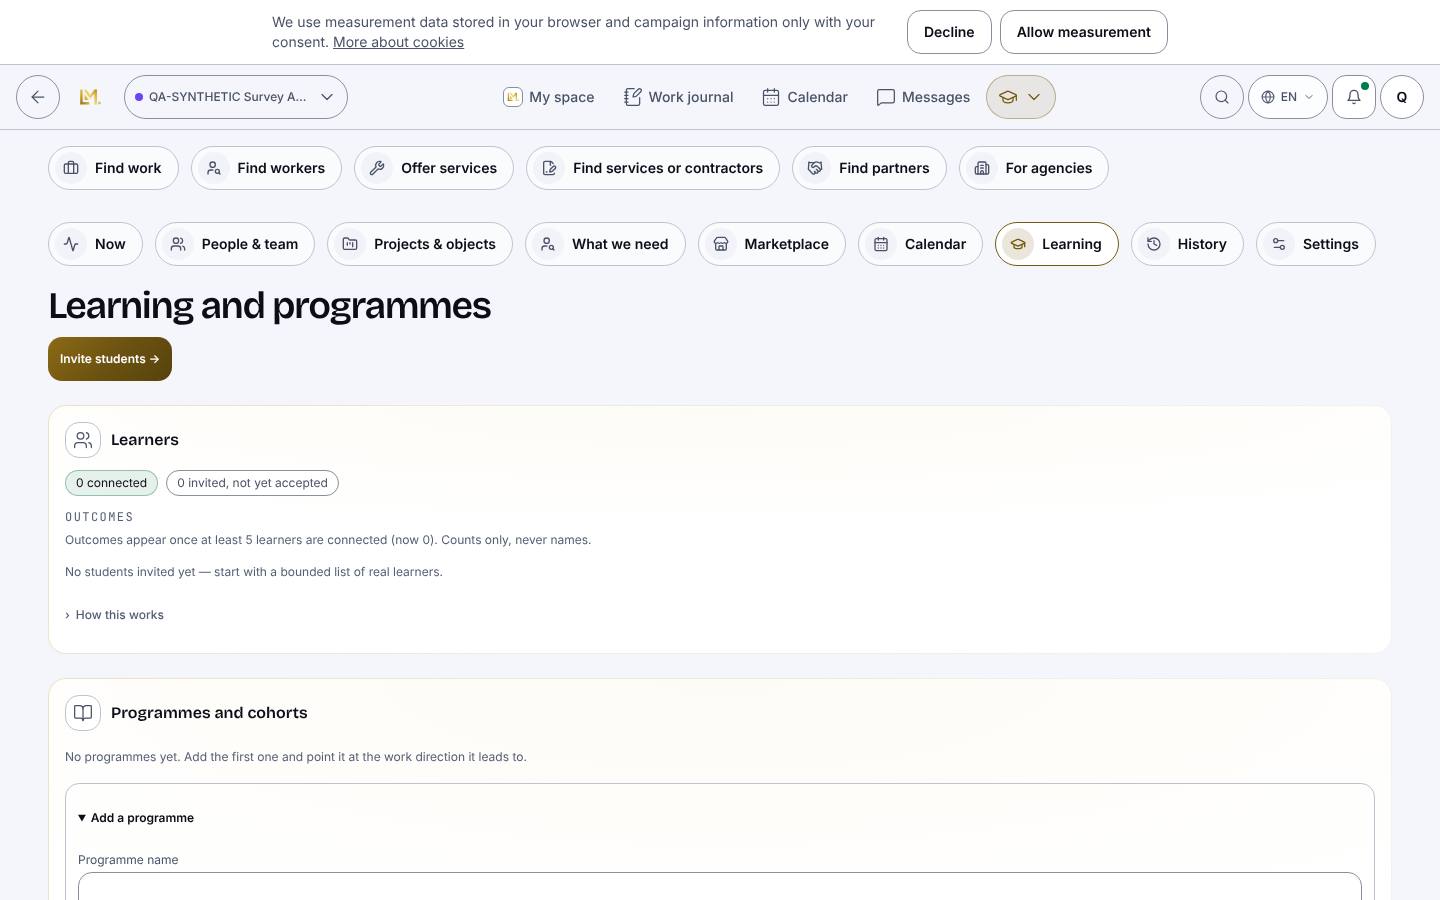 We use measurement data stored in your browser and campaign information only with your
consent. More about cookies
Decline
Allow measurement
LM.
QA-SYNTHETIC Survey A...
LM.
My space
Work journal
Calendar
Messages
EN
Q
Find work
Find workers
Offer services
Find services or contractors
Find partners
For agencies
Now
People & team
Projects & objects
What we need
Marketplace
Calendar
Learning
History
Settings
Learning and programmes
Invite students →
Learners
0 connected
0 invited, not yet accepted
OUTCOMES
Outcomes appear once at least 5 learners are connected (now 0). Counts only, never names.
No students invited yet — start with a bounded list of real learners.
› How this works
Programmes and cohorts
No programmes yet. Add the first one and point it at the work direction it leads to.
▼ Add a programme
Programme name